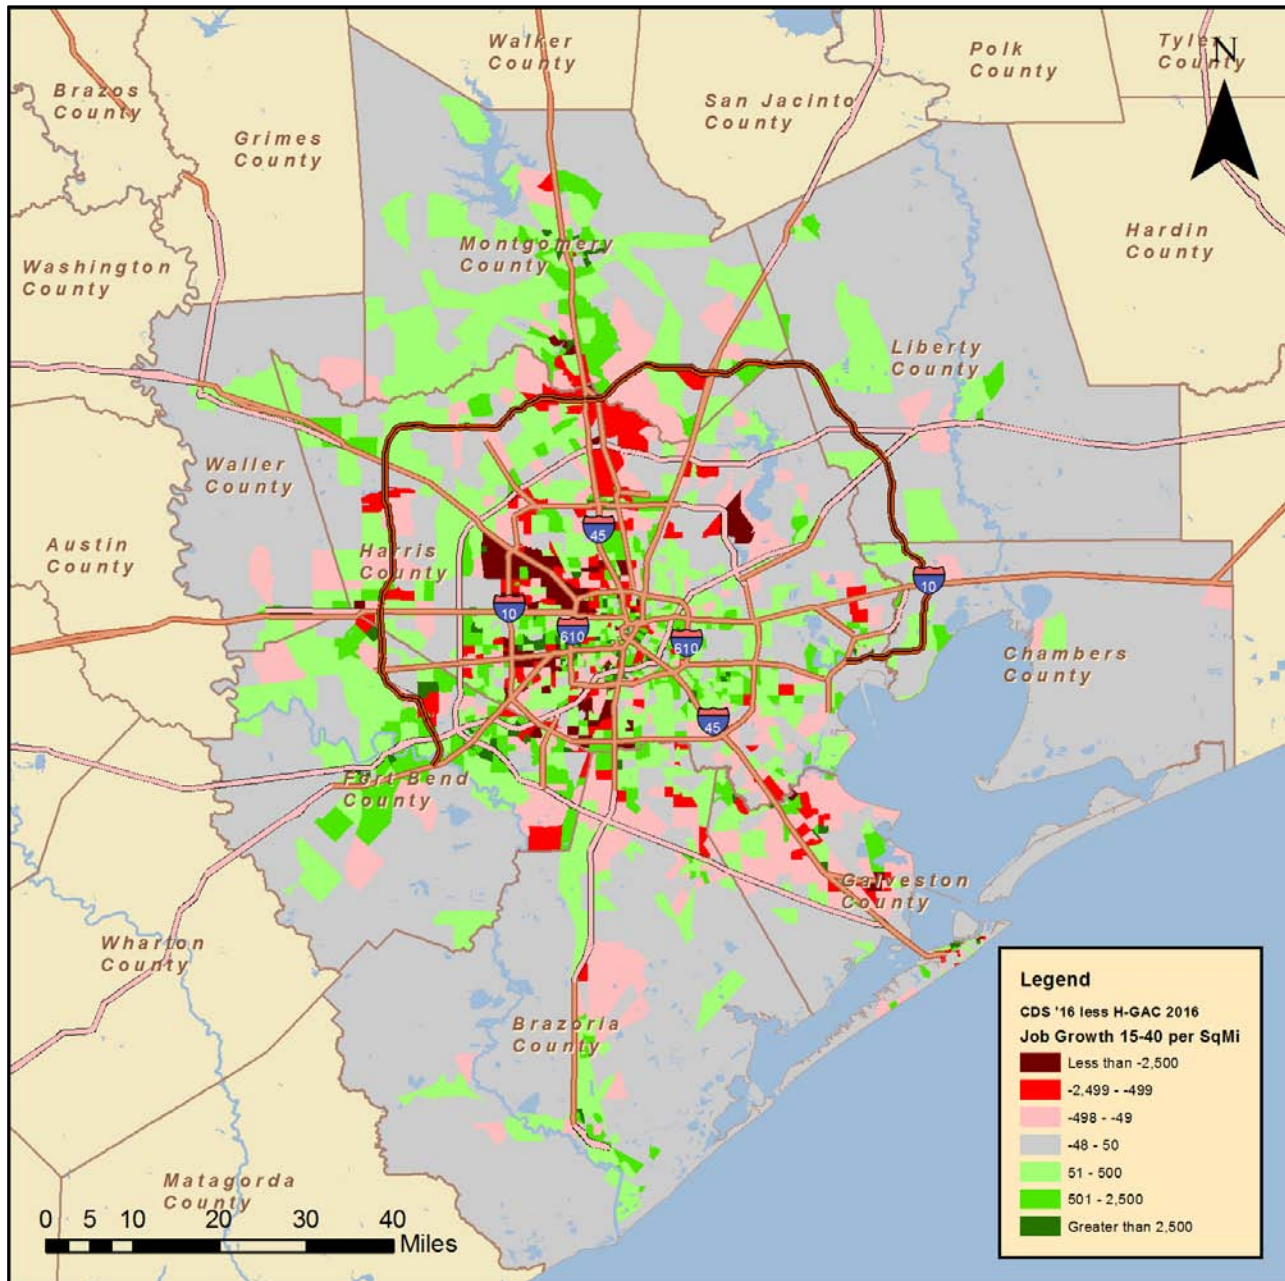 Walker
County
Polk
County
Tyler
County
N
Brazos
County
San Jacinto
County
Grimes
County
Hardin
County
Montgomery
County
Washington
County
Liberty
County
Waller
County
45
Austin
County
Harris
County
10
10
610
610
Chambers
County
45
Fort Bend
County
Galveston
County
Wharton
County
Brazoria
County
Matagorda
County
0 5 10 20 30 40
Miles
Legend
CDS '16 less H-GAC 2016
Job Growth 15-40 per SqMi
Less than -2,500
-2,499 - -499
-498 - -49
-48 - 50
51 - 500
501 - 2,500
Greater than 2,500